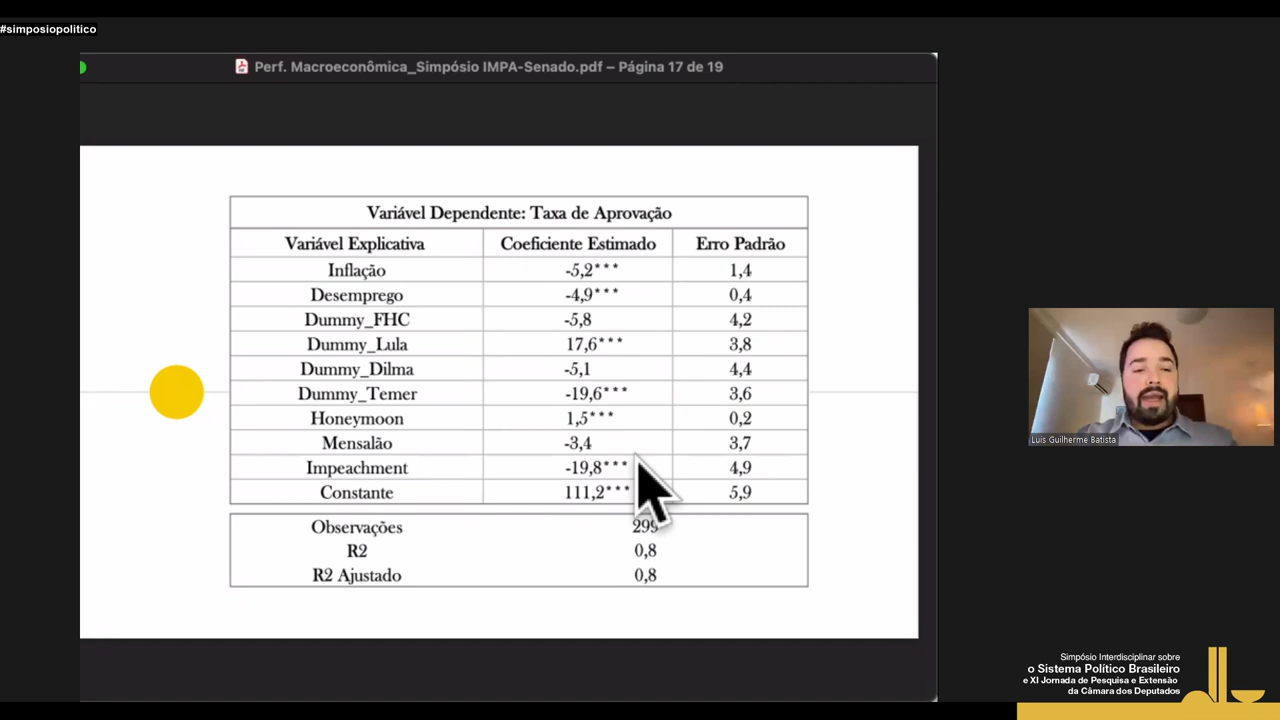 #simposiopolitico
Perf. Macroeconômica_Simpósio IMPA-Senado.pdf – Página 17 de 19
Variável Dependente: Taxa de Aprovação
Variável Explicativa Coeficiente Estimado Erro Padrão
Inflação -5,2*** 1,4
Desemprego -4,9*** 0,4
Dummy_FHC -5,8 4,2
Dummy_Lula 17,6*** 3,8
Dummy_Dilma -5,1 4,4
Dummy_Temer -19,6*** 3,6
Honeymoon 1,5*** 0,2
Mensalão -3,4 3,7
Impeachment -19,8*** 4,9
Constante 111,2*** 5,9
Observações 299
R2 0,8
R2 Ajustado 0,8
Luis Guilherme Batista
Simpósio Interdisciplinar sobre
o Sistema Político Brasileiro
e XI Jornada de Pesquisa e Extensão
da Câmara dos Deputados